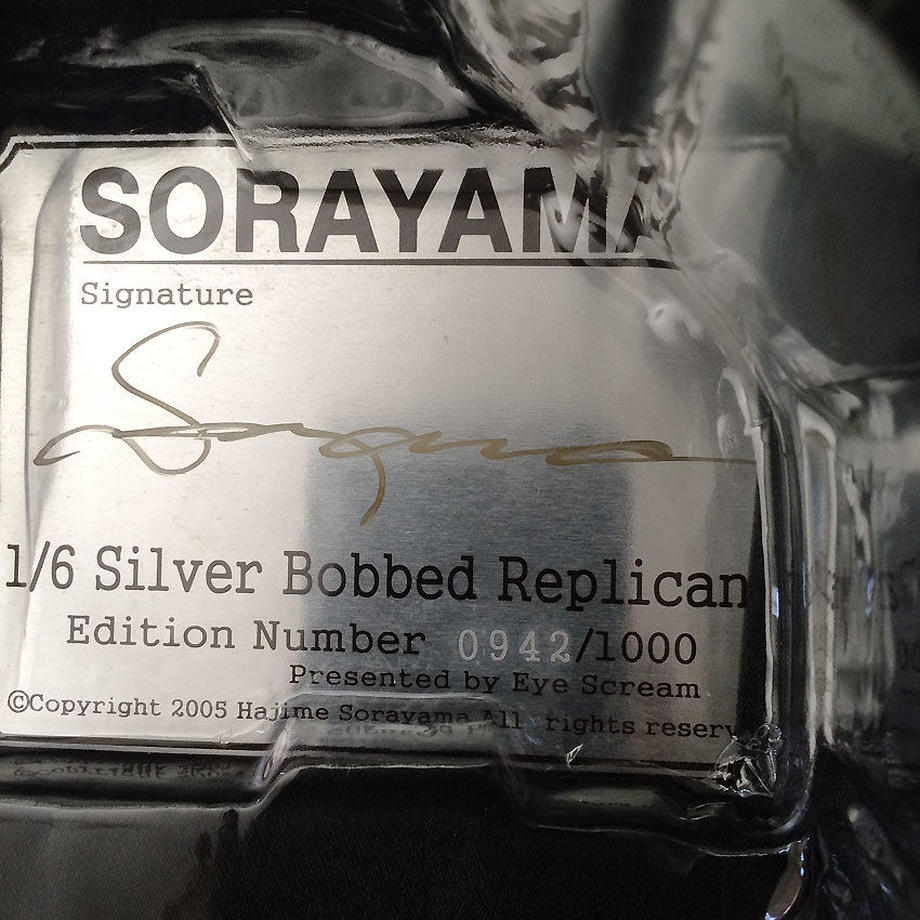 SORAYAMA
Signature
Sorayama
1/6 Silver Bobbed Replican
Edition Number 0942/1000
Presented by Eye Scream
©Copyright 2005 Hajime Sorayama All rights reserv